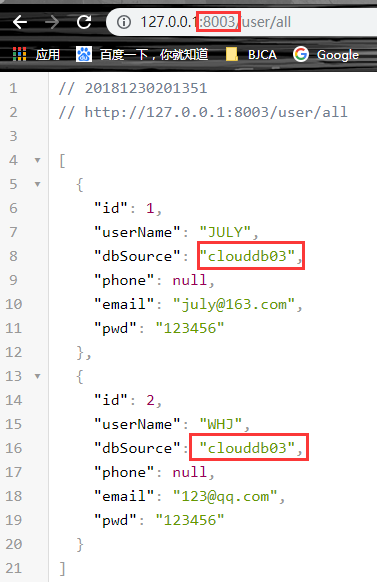 127.0.0.1:8003/user/all
应用 百度一下，你就知道 BJCA Google
1 // 20181230201351
2 // http://127.0.0.1:8003/user/all
3
4 [
5 {
6 "id": 1,
7 "userName": "JULY",
8 "dbSource": "clouddb03",
9 "phone": null,
10 "email": "july@163.com",
11 "pwd": "123456"
12 },
13 {
14 "id": 2,
15 "userName": "WHJ",
16 "dbSource": "clouddb03",
17 "phone": null,
18 "email": "123@qq.com",
19 "pwd": "123456"
20 }
21 ]